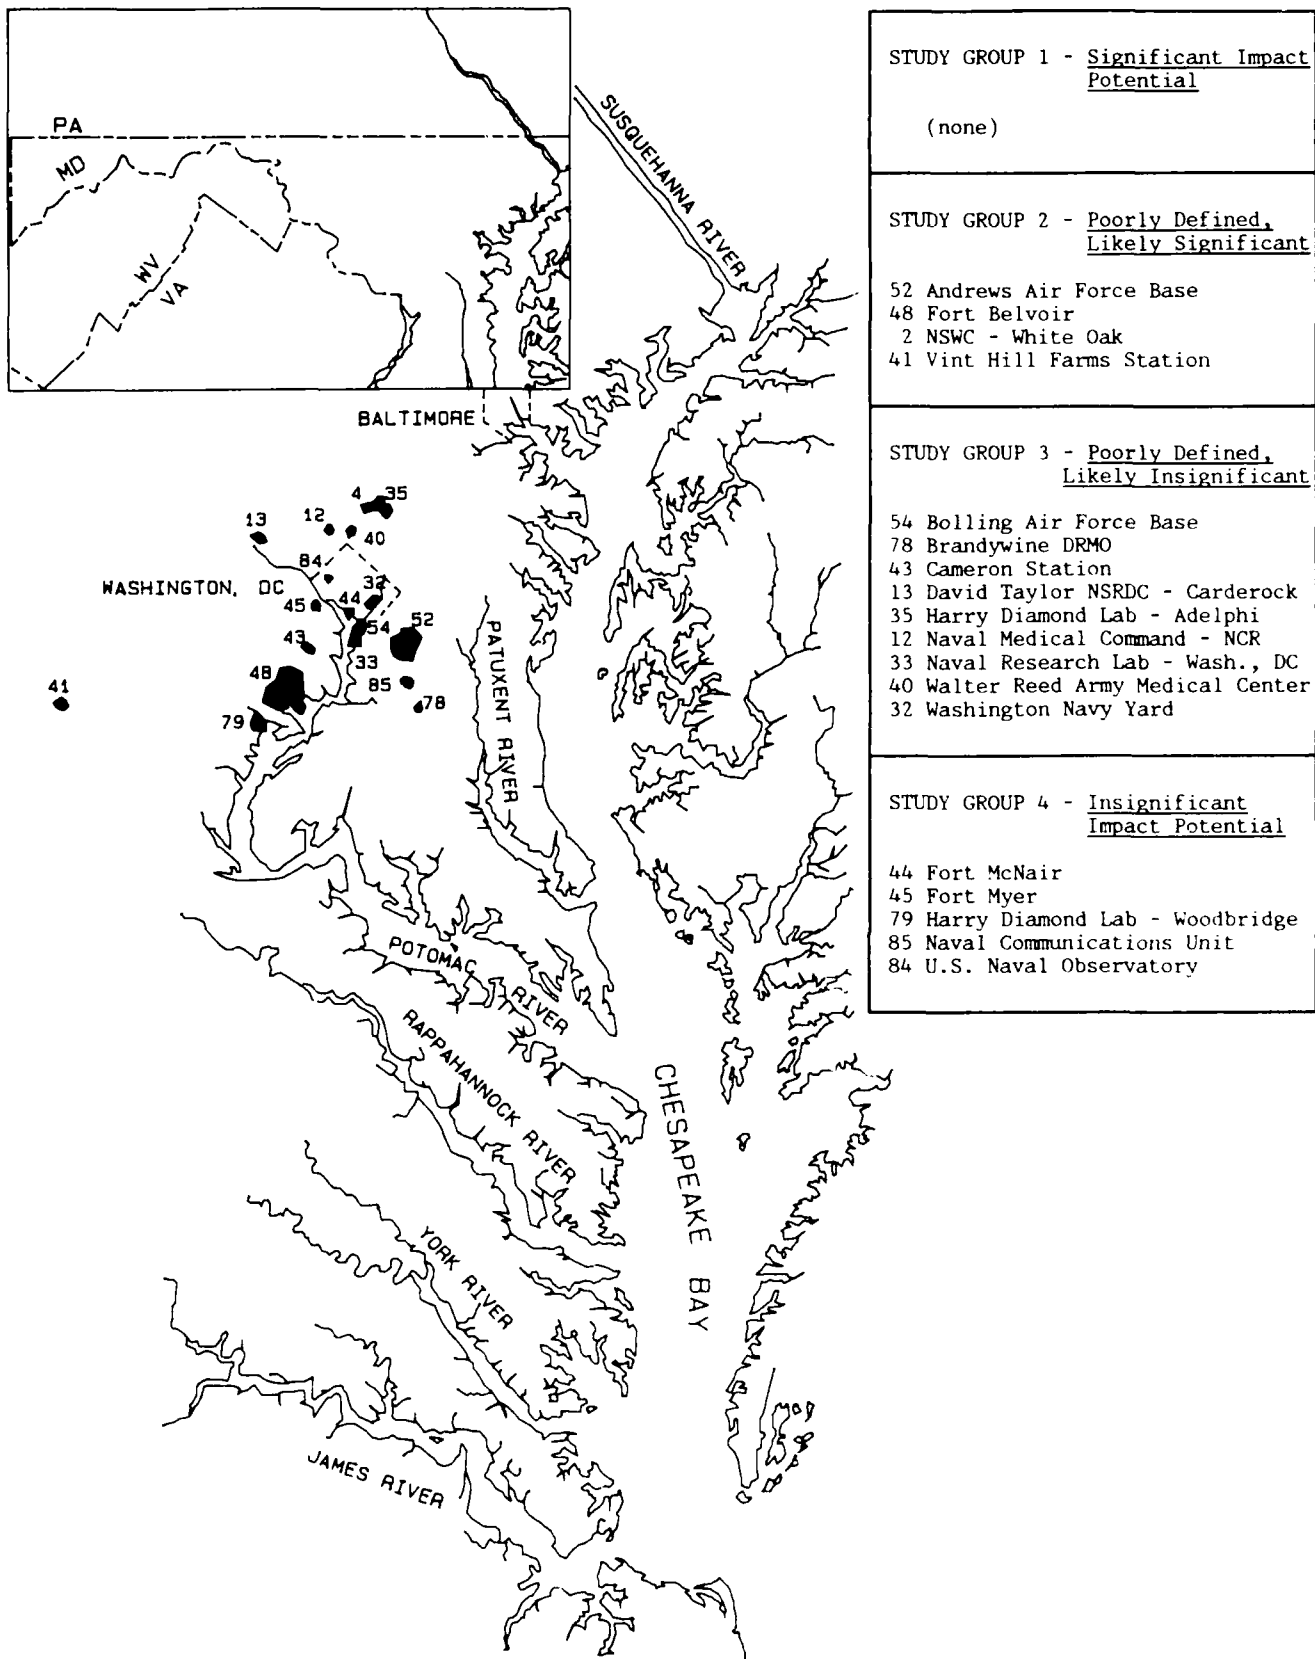 PA
MD
WV
VA
SUSQUEHANNA RIVER
BALTIMORE
4
35
13
12
40
84
WASHINGTON, DC
32
45
44
54
52
43
33
48
85
41
79
78
PATUXENT RIVER
POTOMAC RIVER
RAPPAHANNOCK RIVER
CHESAPEAKE BAY
YORK RIVER
JAMES RIVER
STUDY GROUP 1 - Significant Impact
Potential
(none)
STUDY GROUP 2 - Poorly Defined,
Likely Significant
52 Andrews Air Force Base
48 Fort Belvoir
2 NSWC - White Oak
41 Vint Hill Farms Station
STUDY GROUP 3 - Poorly Defined,
Likely Insignificant
54 Bolling Air Force Base
78 Brandywine DRMO
43 Cameron Station
13 David Taylor NSRDC - Carderock
35 Harry Diamond Lab - Adelphi
12 Naval Medical Command - NCR
33 Naval Research Lab - Wash., DC
40 Walter Reed Army Medical Center
32 Washington Navy Yard
STUDY GROUP 4 - Insignificant
Impact Potential
44 Fort McNair
45 Fort Myer
79 Harry Diamond Lab - Woodbridge
85 Naval Communications Unit
84 U.S. Naval Observatory